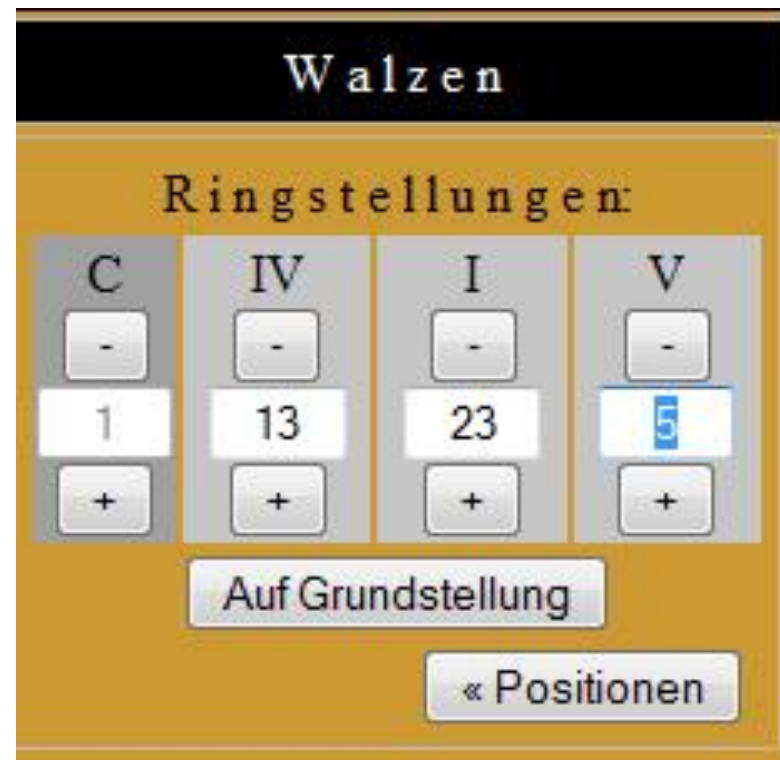 Walzen
Ringstellungen:
C IV I V
- - - -
1 13 23 5
+ + + +
Auf Grundstellung
« Positionen